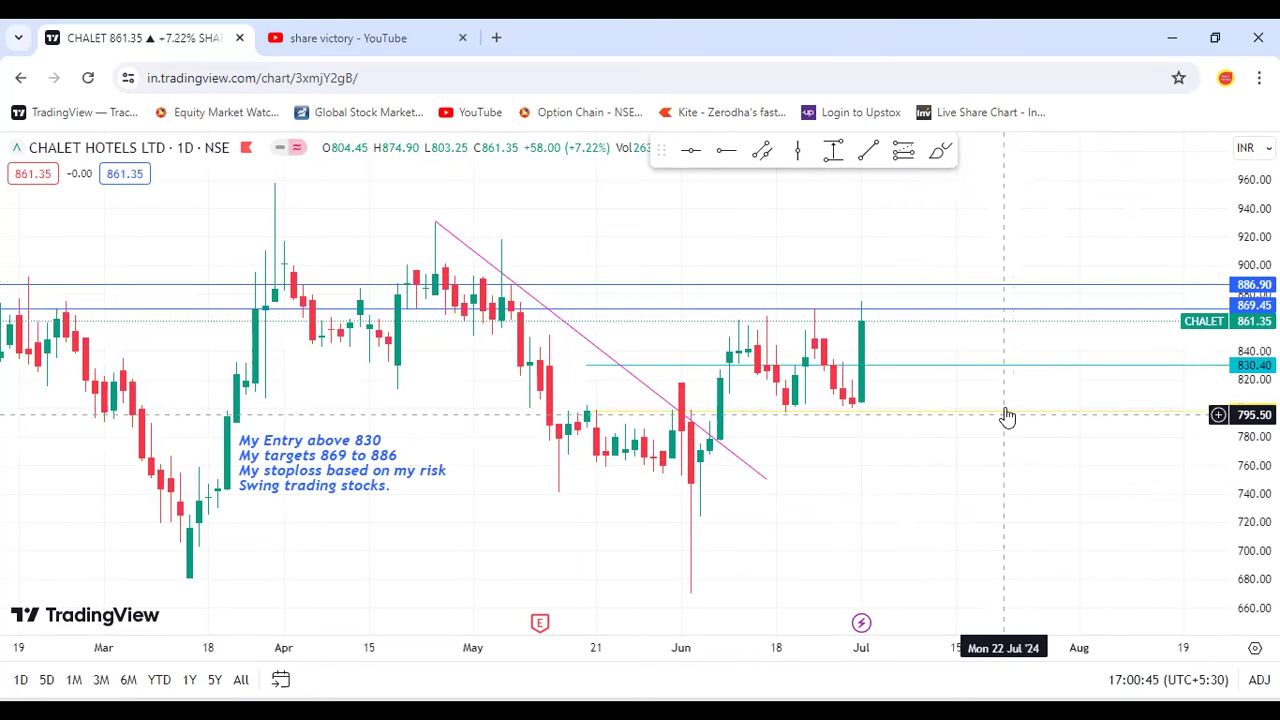 CHALET 861.35 ▲ +7.22% SHA
share victory - YouTube
in.tradingview.com/chart/3xmjY2gB/
TradingView — Trac...
Equity Market Watc...
Global Stock Market...
YouTube
Option Chain - NSE...
Kite - Zerodha's fast...
Login to Upstox
Live Share Chart - In...
CHALET HOTELS LTD · 1D · NSE
O804.45 H874.90 L803.25 C861.35 +58.00 (+7.22%) Vol263
INR
861.35
-0.00
861.35
960.00
940.00
920.00
900.00
886.90
869.45
CHALET 861.35
840.00
830.40
820.00
795.50
780.00
760.00
740.00
720.00
700.00
680.00
660.00
My Entry above 830
My targets 869 to 886
My stoploss based on my risk
Swing trading stocks.
TradingView
E
19 Mar 18 Apr 15 May 21 Jun 18 Jul 15 Mon 22 Jul '24 Aug 19
1D 5D 1M 3M 6M YTD 1Y 5Y All
17:00:45 (UTC+5:30)
ADJ